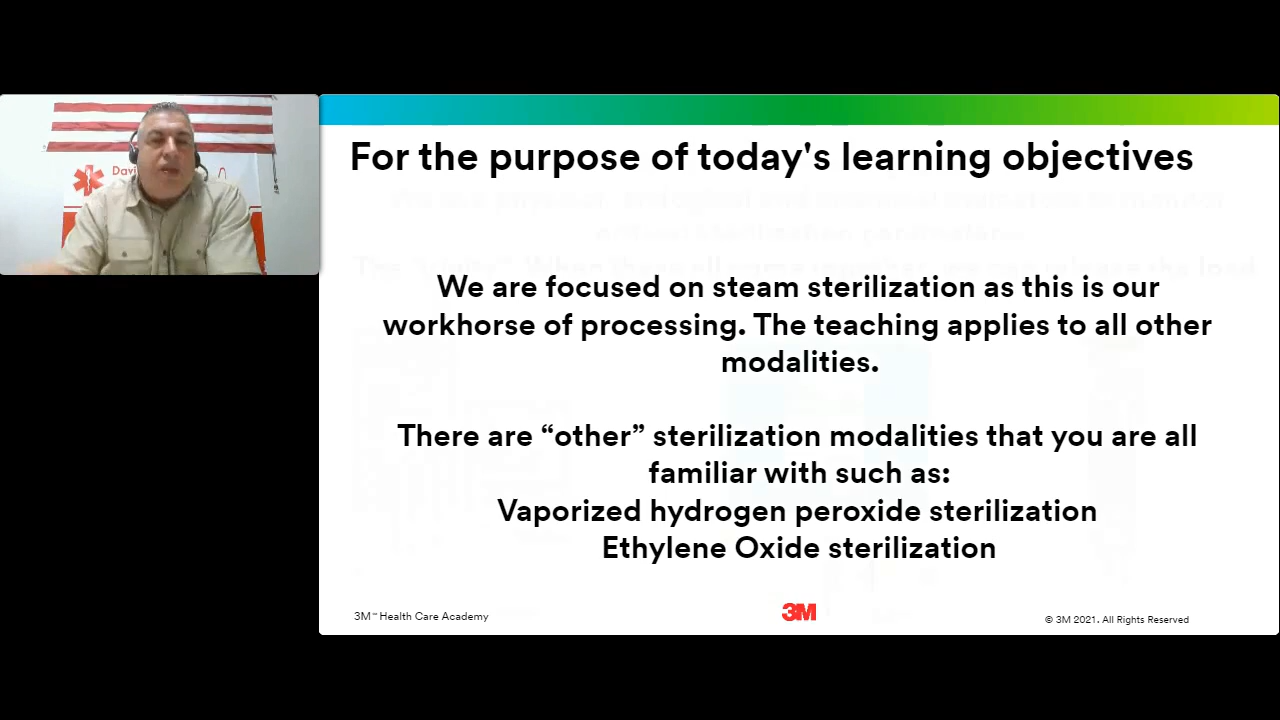 Davi
For the purpose of today's learning objectives
We are focused on steam sterilization as this is our
workhorse of processing. The teaching applies to all other
modalities.
There are “other” sterilization modalities that you are all
familiar with such as:
Vaporized hydrogen peroxide sterilization
Ethylene Oxide sterilization
3M™ Health Care Academy
3M
© 3M 2021. All Rights Reserved